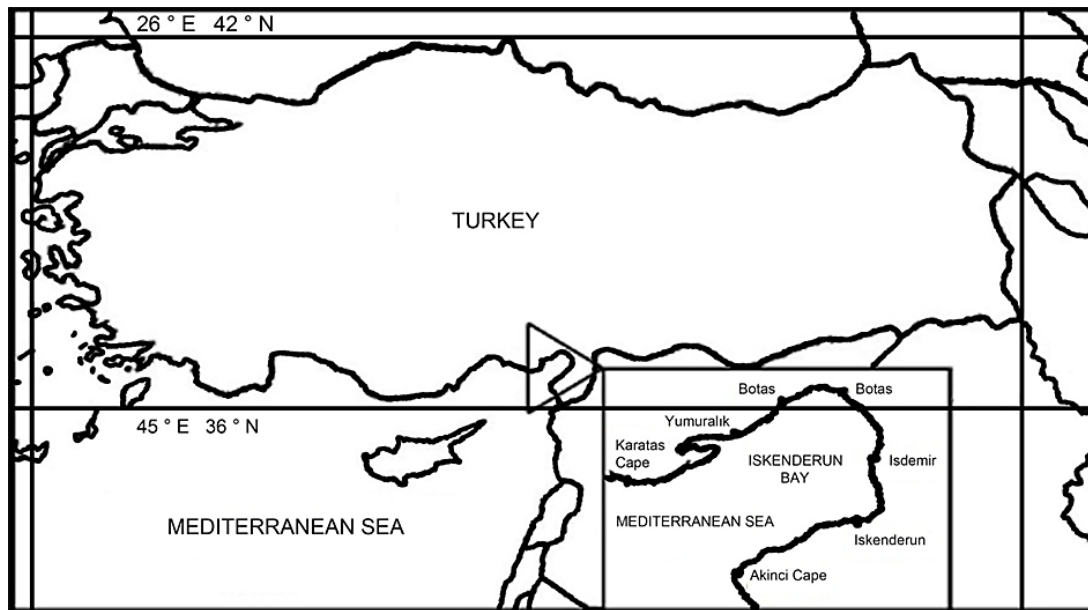 26 ° E 42 ° N
TURKEY
45 ° E 36 ° N
MEDITERRANEAN SEA
Botas
Botas
Yumuralık
Karatas
Cape
ISKENDERUN
BAY
Isdemir
MEDITERRANEAN SEA
Iskenderun
Akinci Cape